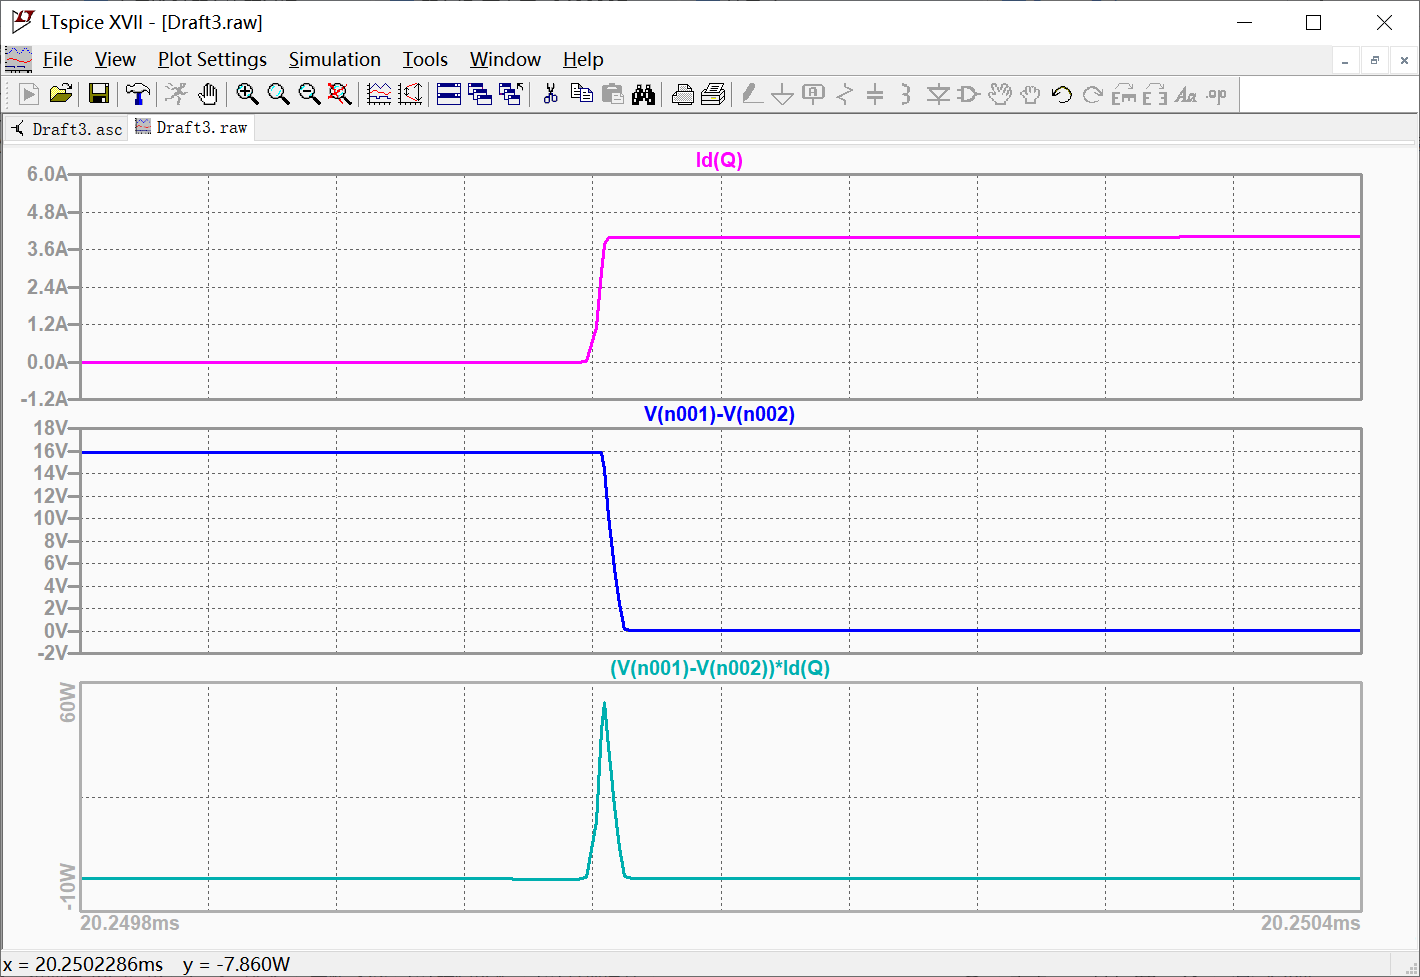 LTspice XVII - [Draft3.raw]
File View Plot Settings Simulation Tools Window Help
Draft3.asc Draft3.raw
Id(Q)
6.0A
4.8A
3.6A
2.4A
1.2A
0.0A
-1.2A
V(n001)-V(n002)
18V
16V
14V
12V
10V
8V
6V
4V
2V
0V
-2V
(V(n001)-V(n002))*Id(Q)
60W
-10W
20.2498ms 20.2504ms
x = 20.2502286ms y = -7.860W